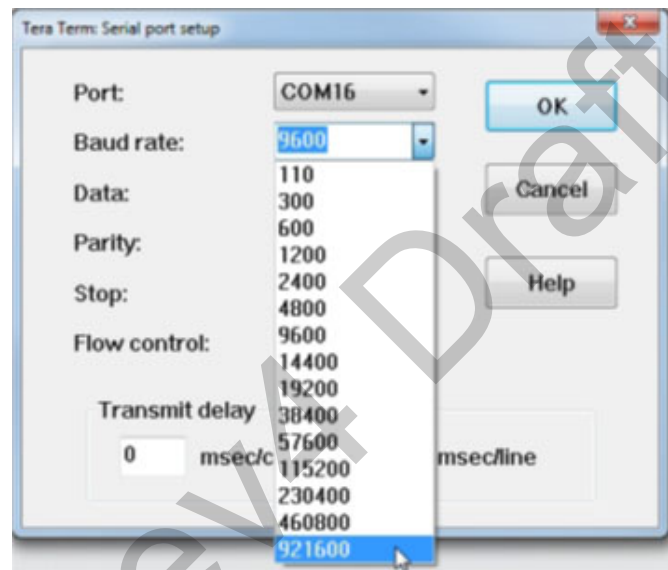 Tera Term: Serial port setup
Port: COM16 OK
Baud rate: 9600
110
Data: 300 Cancel
600
Parity: 1200
2400 Help
Stop: 4800
9600
Flow control: 14400
19200
Transmit delay 38400
0 msec/c 57600 msec/line
115200
230400
460800
921600
ev4 Draft